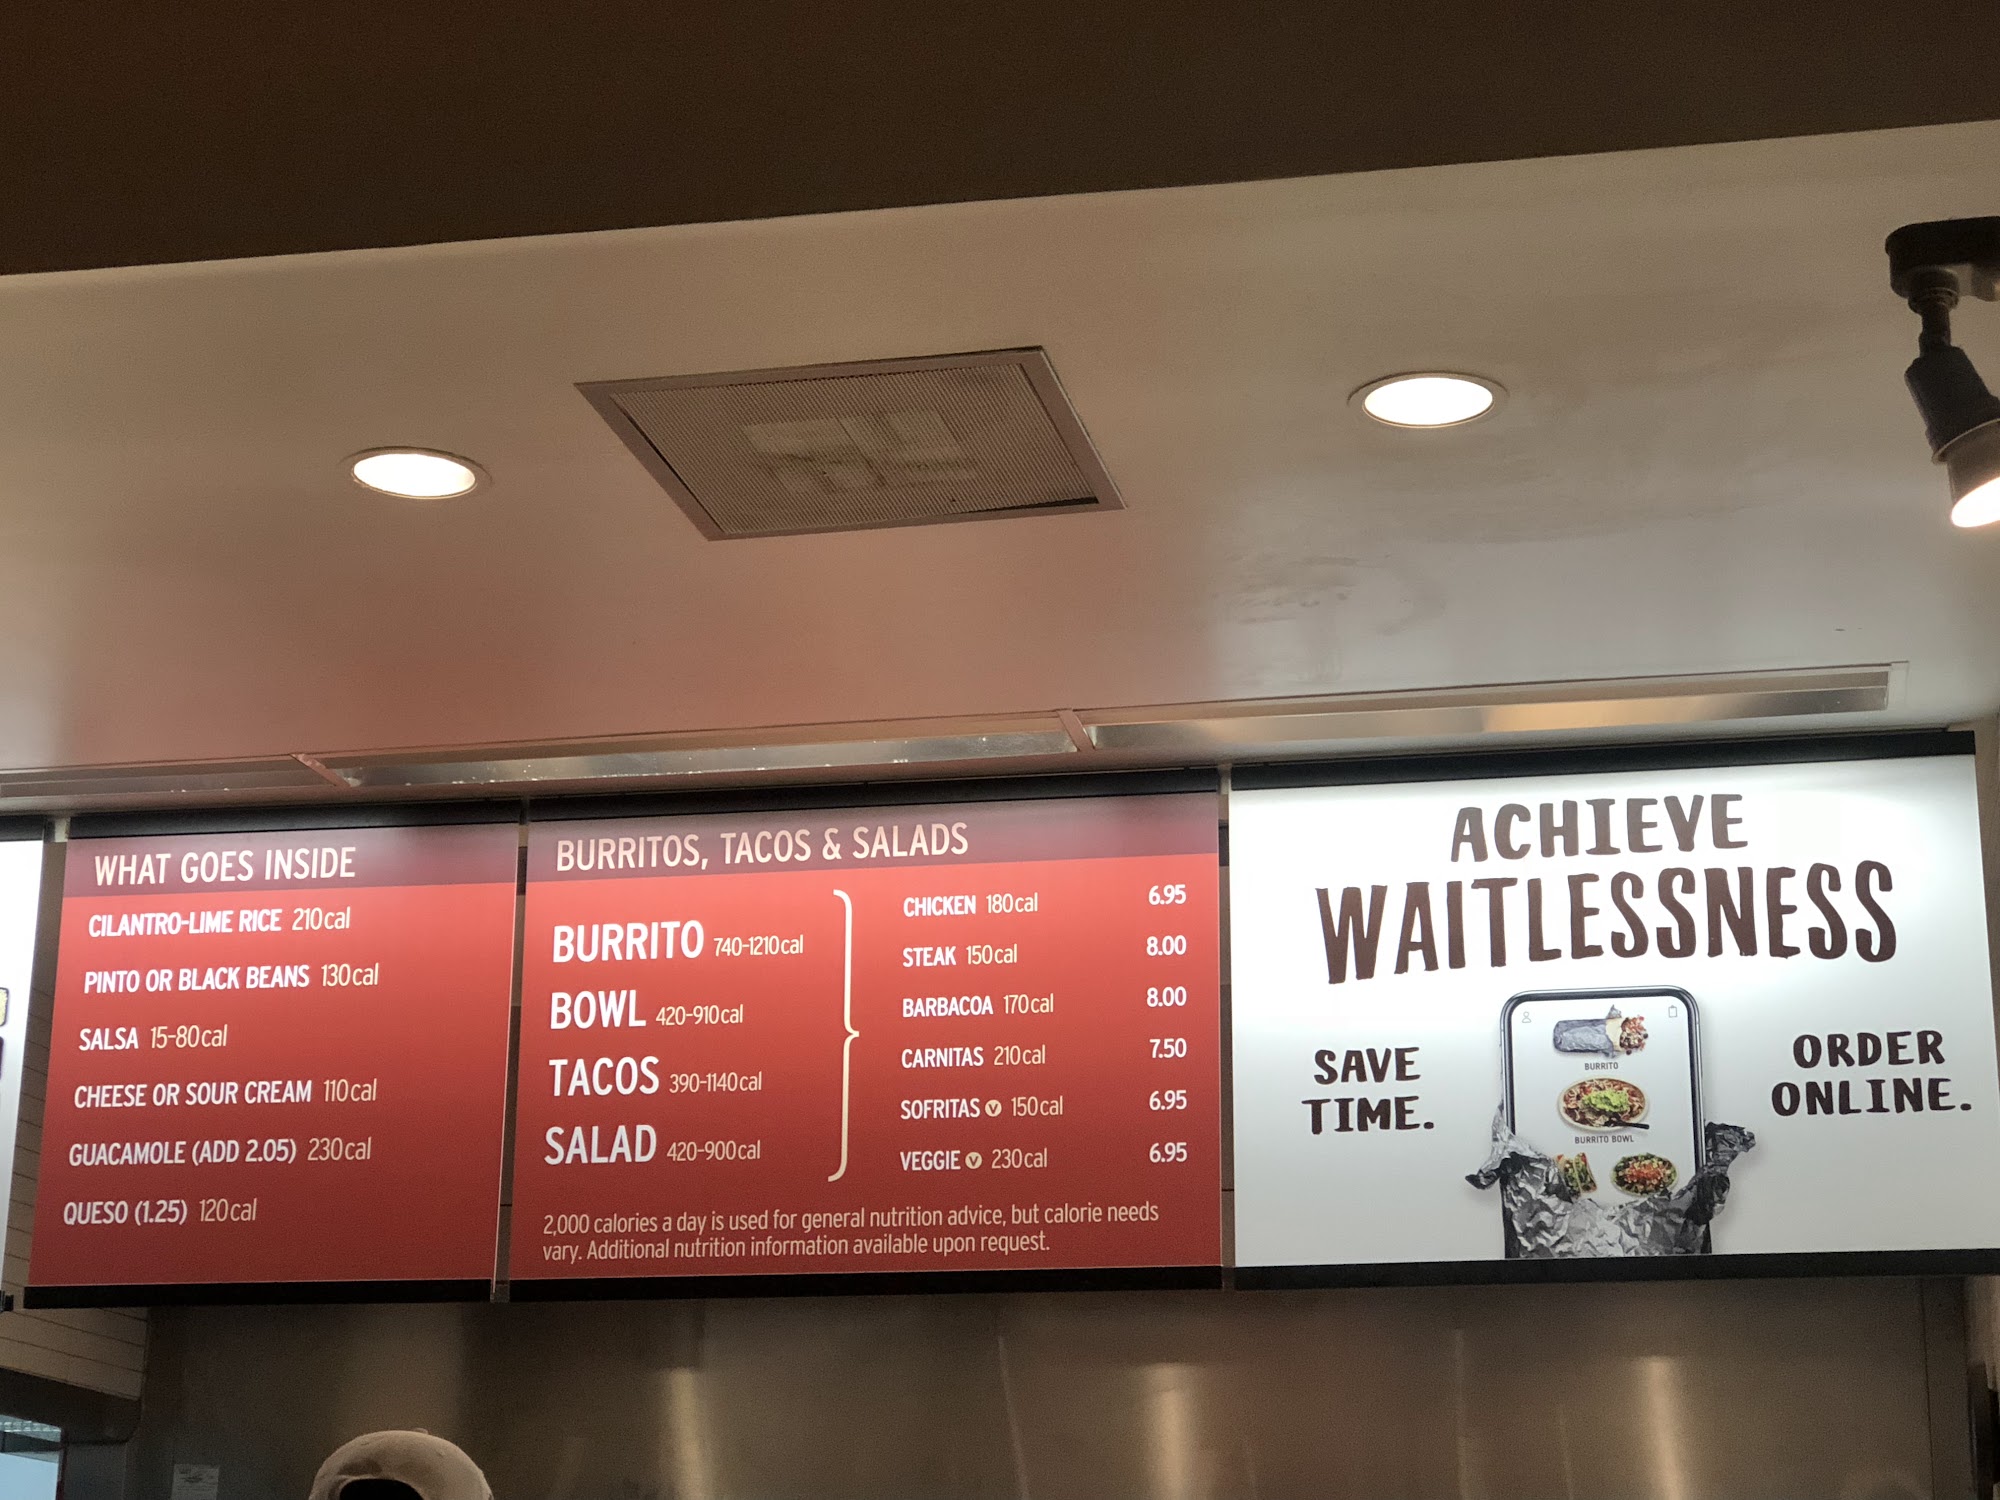 WHAT GOES INSIDE
CILANTRO-LIME RICE 210cal
PINTO OR BLACK BEANS 130cal
SALSA 15-80cal
CHEESE OR SOUR CREAM 110cal
GUACAMOLE (ADD 2.05) 230cal
QUESO (1.25) 120cal
BURRITOS, TACOS & SALADS
BURRITO 740-1210cal
BOWL 420-910cal
TACOS 390-1140cal
SALAD 420-900cal
CHICKEN 180cal 6.95
STEAK 150cal 8.00
BARBACOA 170cal 8.00
CARNITAS 210cal 7.50
SOFRITAS V 150cal 6.95
VEGGIE V 230cal 6.95
2,000 calories a day is used for general nutrition advice, but calorie needs
vary. Additional nutrition information available upon request.
ACHIEVE
WAITLESSNESS
SAVE
TIME.
BURRITO
BURRITO BOWL
ORDER
ONLINE.